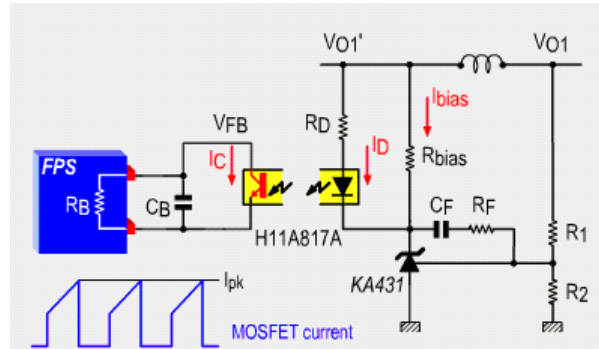 VO1'
VO1
Ibias
VFB
RD
ID
Rbias
FPS
IC
RB
CB
CF
RF
R1
H11A817A
KA431
R2
Ipk
MOSFET current